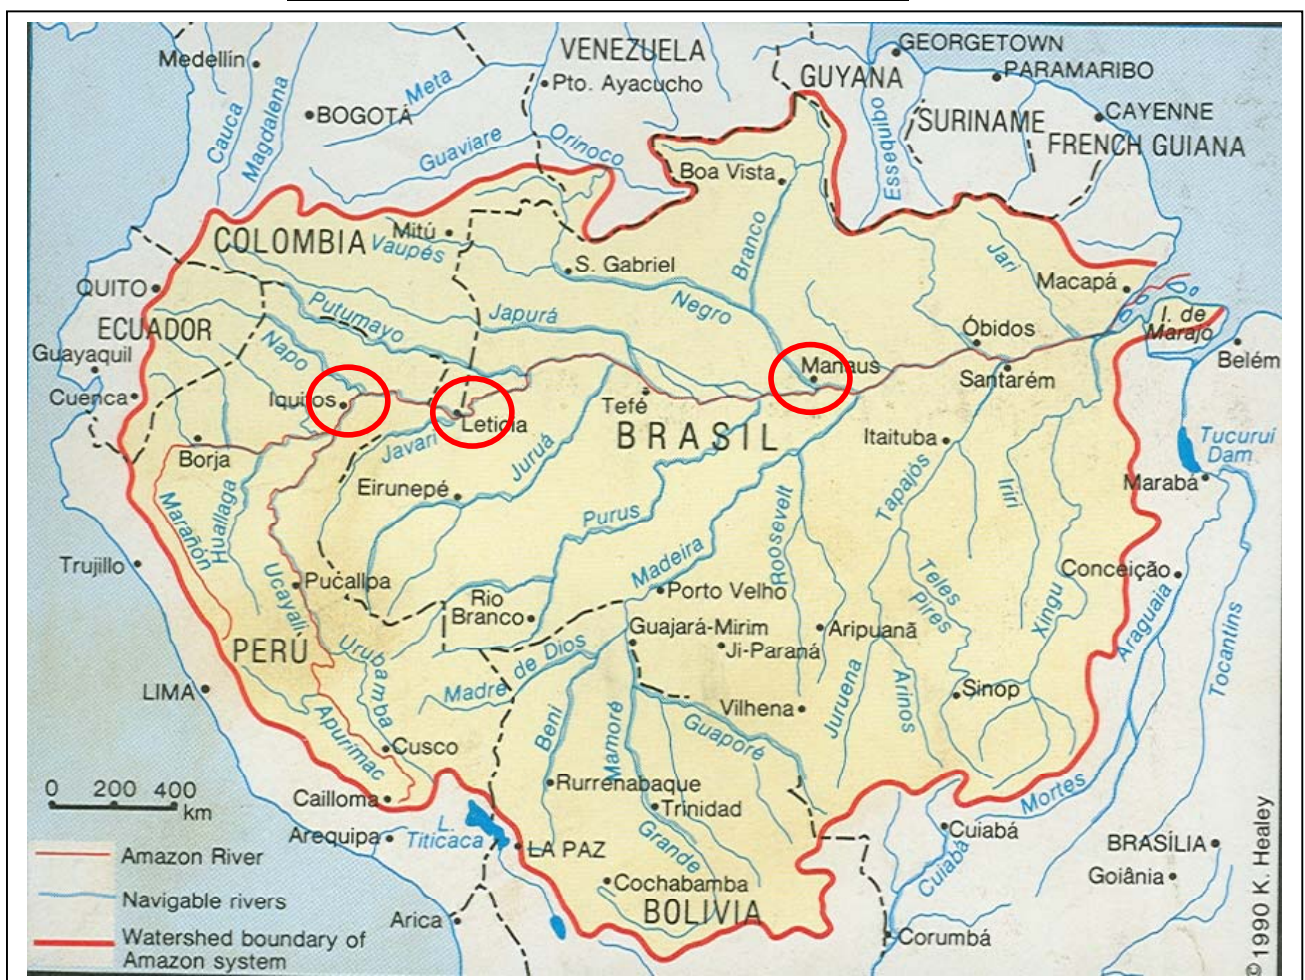 VENEZUELA
GEORGETOWN
Medellín
GUYANA
PARAMARIBO
Meta
Pto. Ayacucho
BOGOTÁ
CAYENNE
Cauca
Magdalena
SURINAME
FRENCH GUIANA
Guaviare
Orinoco
Essequibo
Boa Vista
COLOMBIA
Mitú
Vaupés
Branco
Jari
S. Gabriel
Macapá
QUITO
Putumayo
Japurá
Negro
I. de
Marajó
ECUADOR
Napo
Óbidos
Guayaquil
Manaus
Belém
Santarém
Cuenca
Iquitos
Leticia
Tefé
BRASIL
Itaituba
Tucuruí
Dam
Borja
Javari
Juruá
Marabá
Eirunepé
Tapajós
Iriri
Marañón
Huallaga
Purus
Roosevelt
Madeira
Trujillo
Ucayali
Pucallpa
Conceição
Teles
Pires
Xingu
Rio
Branco
Porto Velho
Araguaia
Tocantins
Guajará-Mirim
Aripuanã
Ji-Paraná
PERU
Urubamba
Madre de Dios
LIMA
Juruena
Arinos
Sinop
Vilhena
Apurimac
Beni
Mamoré
Guaporé
Cusco
Rurrenabaque
0 200 400
km
Cailloma
Trinidad
Mortes
Arequipa
L.
Titicaca
LA PAZ
Grande
Cuiabá
Cuiabá
BRASÍLIA
Amazon River
Goiânia
Cochabamba
Navigable rivers
BOLIVIA
Arica
Watershed boundary of
Amazon system
Corumbá
©1990 K. Healey